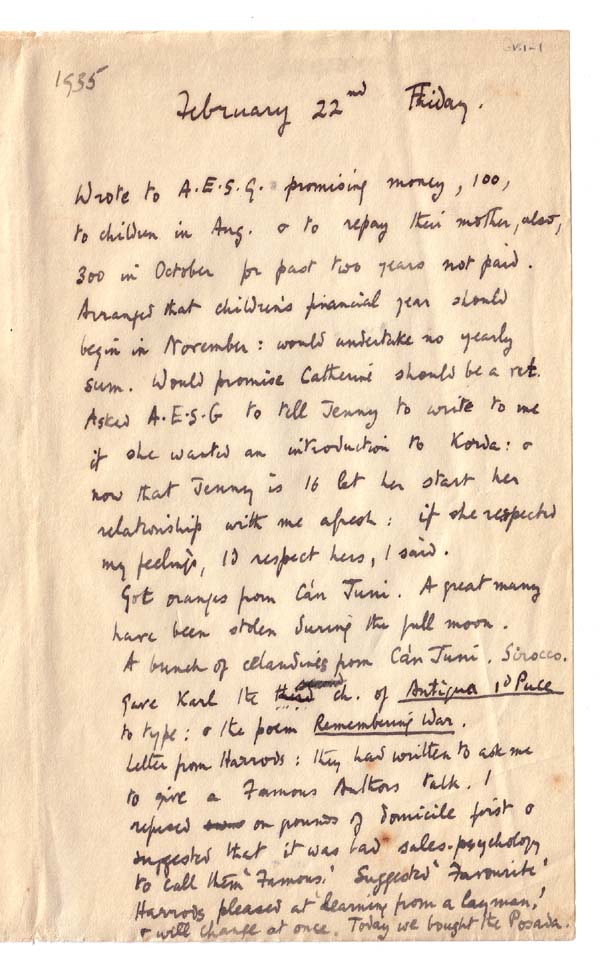 1935
February 22nd Friday.
Wrote to A.E.S.G. promising money, 100,
to children in Aug. & to repay their mother, also,
300 in October for past two years not paid.
Arranged that children's financial year should
begin in November: would undertake no yearly
sum. Would promise Catherine should be a vet.
Asked A.E.S.G to tell Jenny to write to me
if she wanted an introduction to Korda: &
now that Jenney is 16 let her start her
relationship with me afresh: if she respected
my feelings, I'd respect hers, I said.
Got oranges from Ca'n Juni. A great many
have been stolen during the full moon.
A bunch of celandines from Ca'n Juni. Sirocco.
Gave Karl the third second ch. of Antigua 1d Puce
to type: & the poem Remembering War.
Letter from Harrods: they had written to ask me
to give a Famous Authors talk. I
refused on grounds of domicile first &
suggested that it was bad sales-psychology
to call them 'Famous'. Suggested 'Favourite'
Harrods pleased at 'learning from a layman,'
& will change at once. Today we bought the Posada.